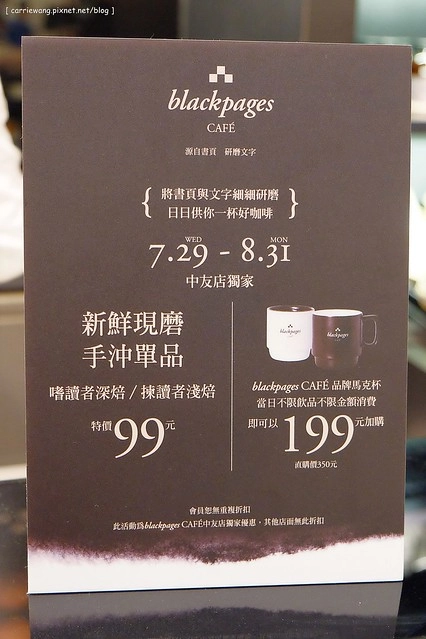 [ carriewang.pixnet.net/blog ]
blackpages
CAFÉ
源自書頁 研磨文字
{ 將書頁與文字細細研磨
日日供你一杯好咖啡 }
WED MON
7.29 - 8.31
中友店獨家
新鮮現磨
手沖單品
嗜讀者深焙 / 揀讀者淺焙
特價 99 元
blackpages
blackpages
blackpages CAFÉ 品牌馬克杯
當日不限飲品不限金額消費
即可以 199 元加購
直購價350元
會員恕無重複折扣
此活動為blackpages CAFÉ中友店獨家優惠，其他店面無此折扣